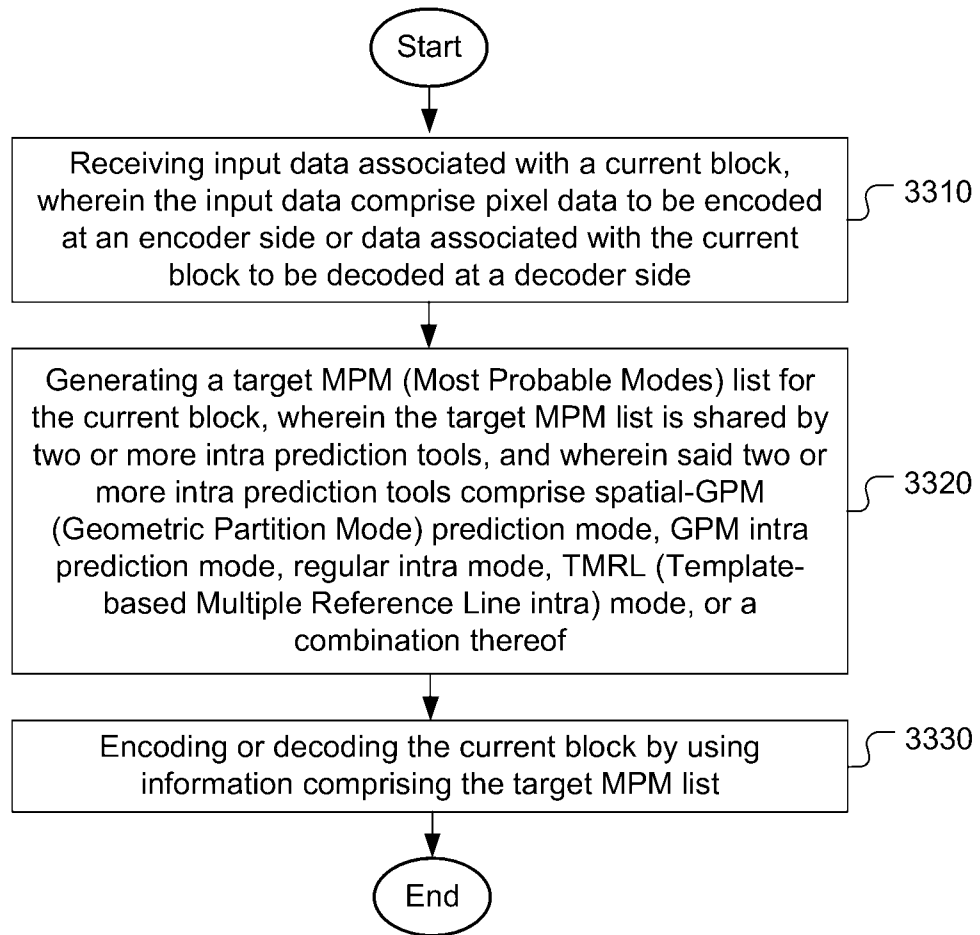 Start
Receiving input data associated with a current block,
wherein the input data comprise pixel data to be encoded
at an encoder side or data associated with the current
block to be decoded at a decoder side
3310
Generating a target MPM (Most Probable Modes) list for
the current block, wherein the target MPM list is shared by
two or more intra prediction tools, and wherein said two or
more intra prediction tools comprise spatial-GPM
(Geometric Partition Mode) prediction mode, GPM intra
prediction mode, regular intra mode, TMRL (Template-
based Multiple Reference Line intra) mode, or a
combination thereof
3320
Encoding or decoding the current block by using
information comprising the target MPM list
3330
End